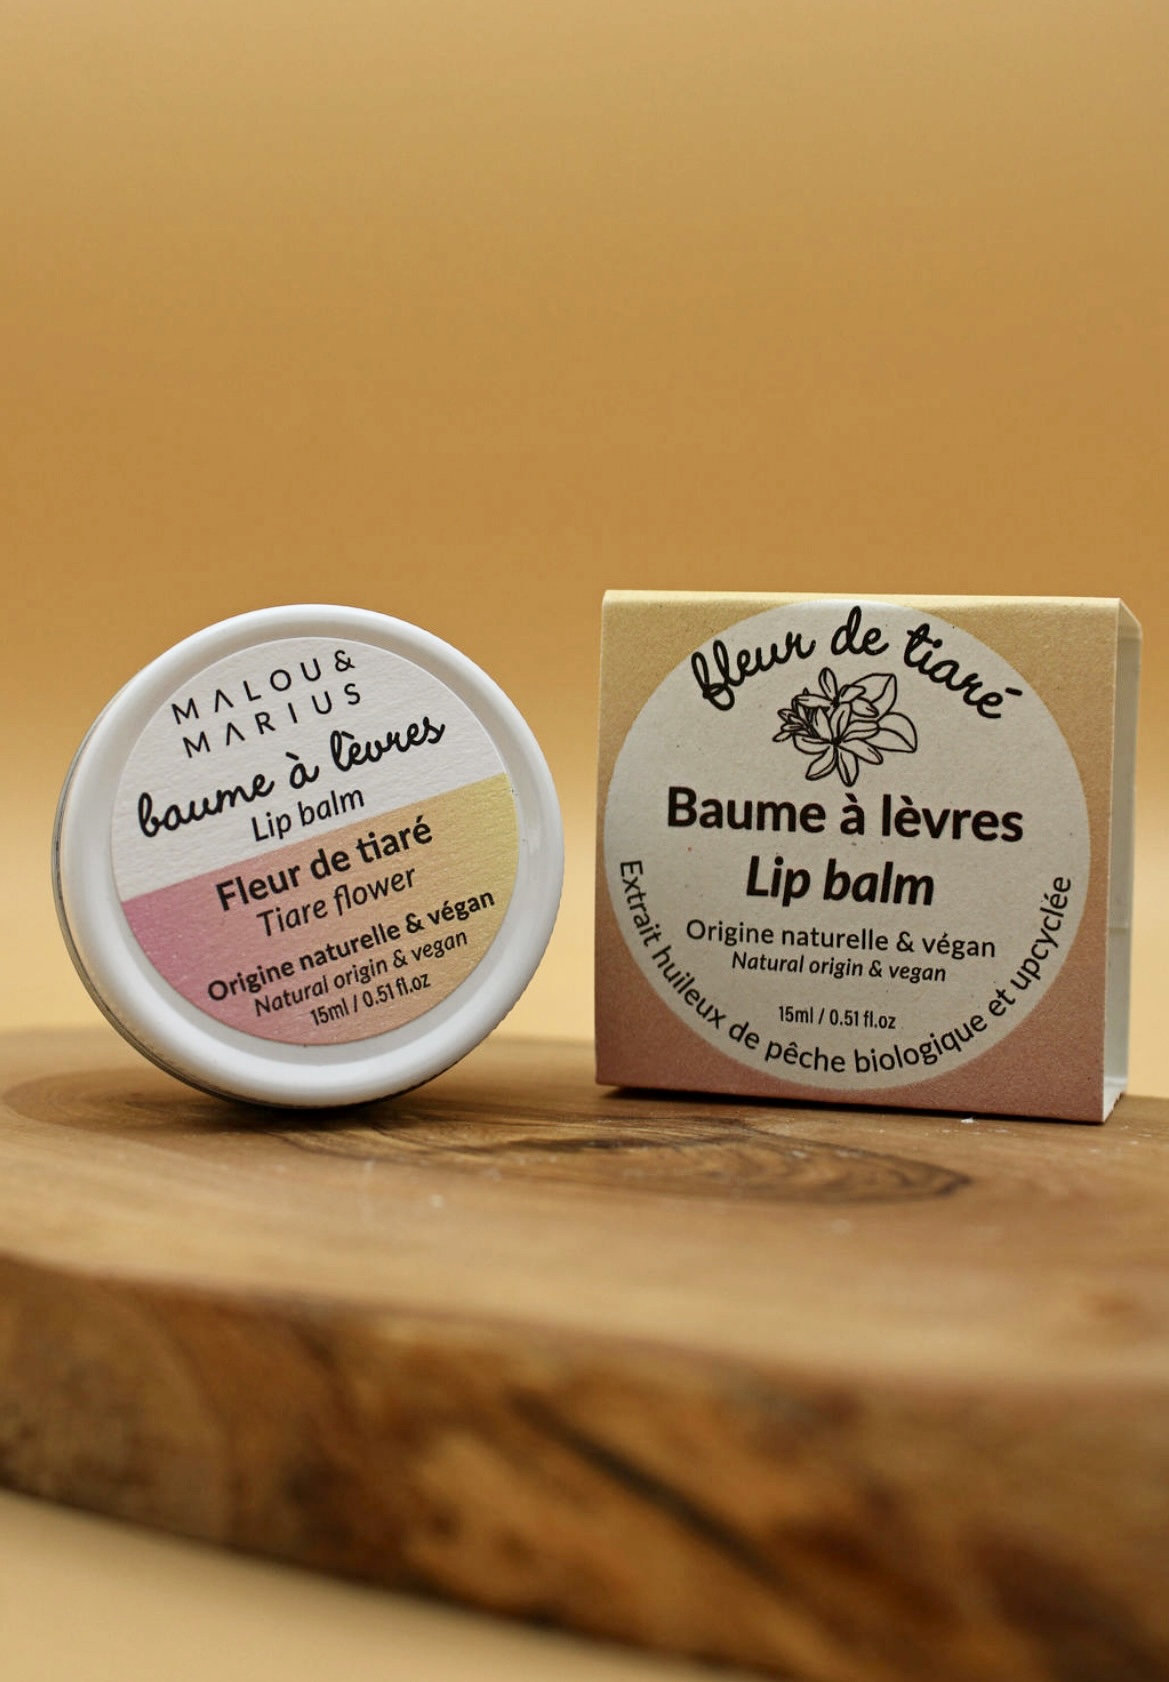 MALOU &
MARIUS
baume à lèvres
Lip balm
Fleur de tiaré
Tiare flower
Origine naturelle & végan
Natural origin & vegan
15ml / 0.51 fl.oz
fleur de tiaré
Baume à lèvres
Lip balm
Origine naturelle & végan
Natural origin & vegan
15ml / 0.51 fl.oz
Extrait huileux de pêche biologique et upcyclée